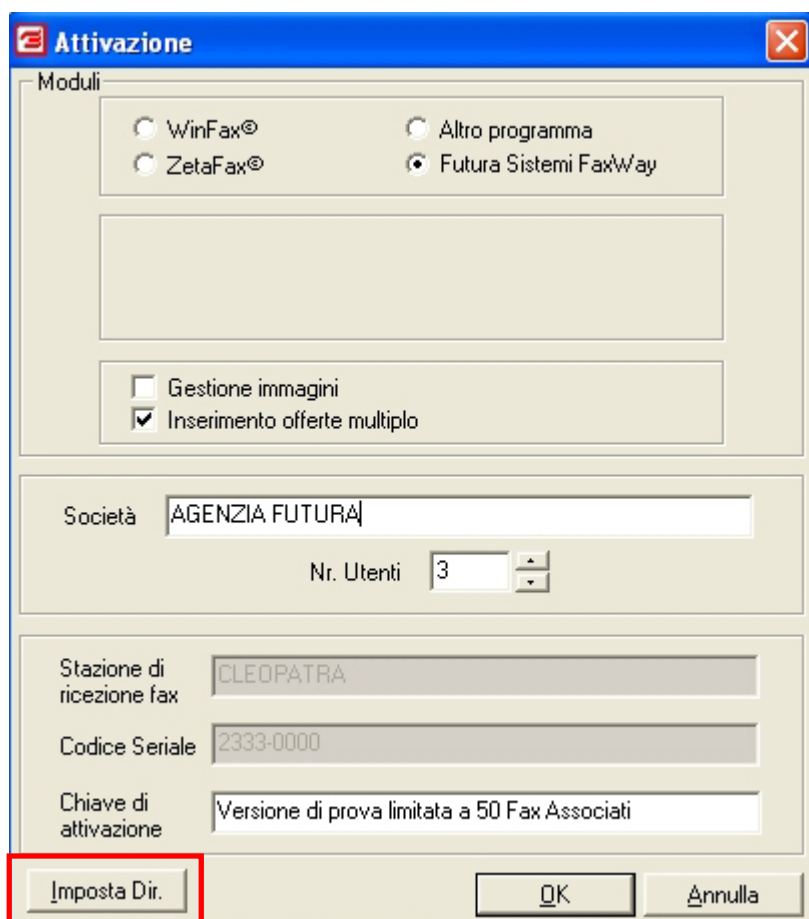 Attivazione
Moduli
WinFax©
Altro programma
ZetaFax©
Futura Sistemi FaxWay
Gestione immagini
Inserimento offerte multiplo
Società
AGENZIA FUTURA
Nr. Utenti
3
Stazione di
ricezione fax
CLEOPATRA
Codice Seriale
2333-0000
Chiave di
attivazione
Versione di prova limitata a 50 Fax Associati
Imposta Dir.
OK
Annulla